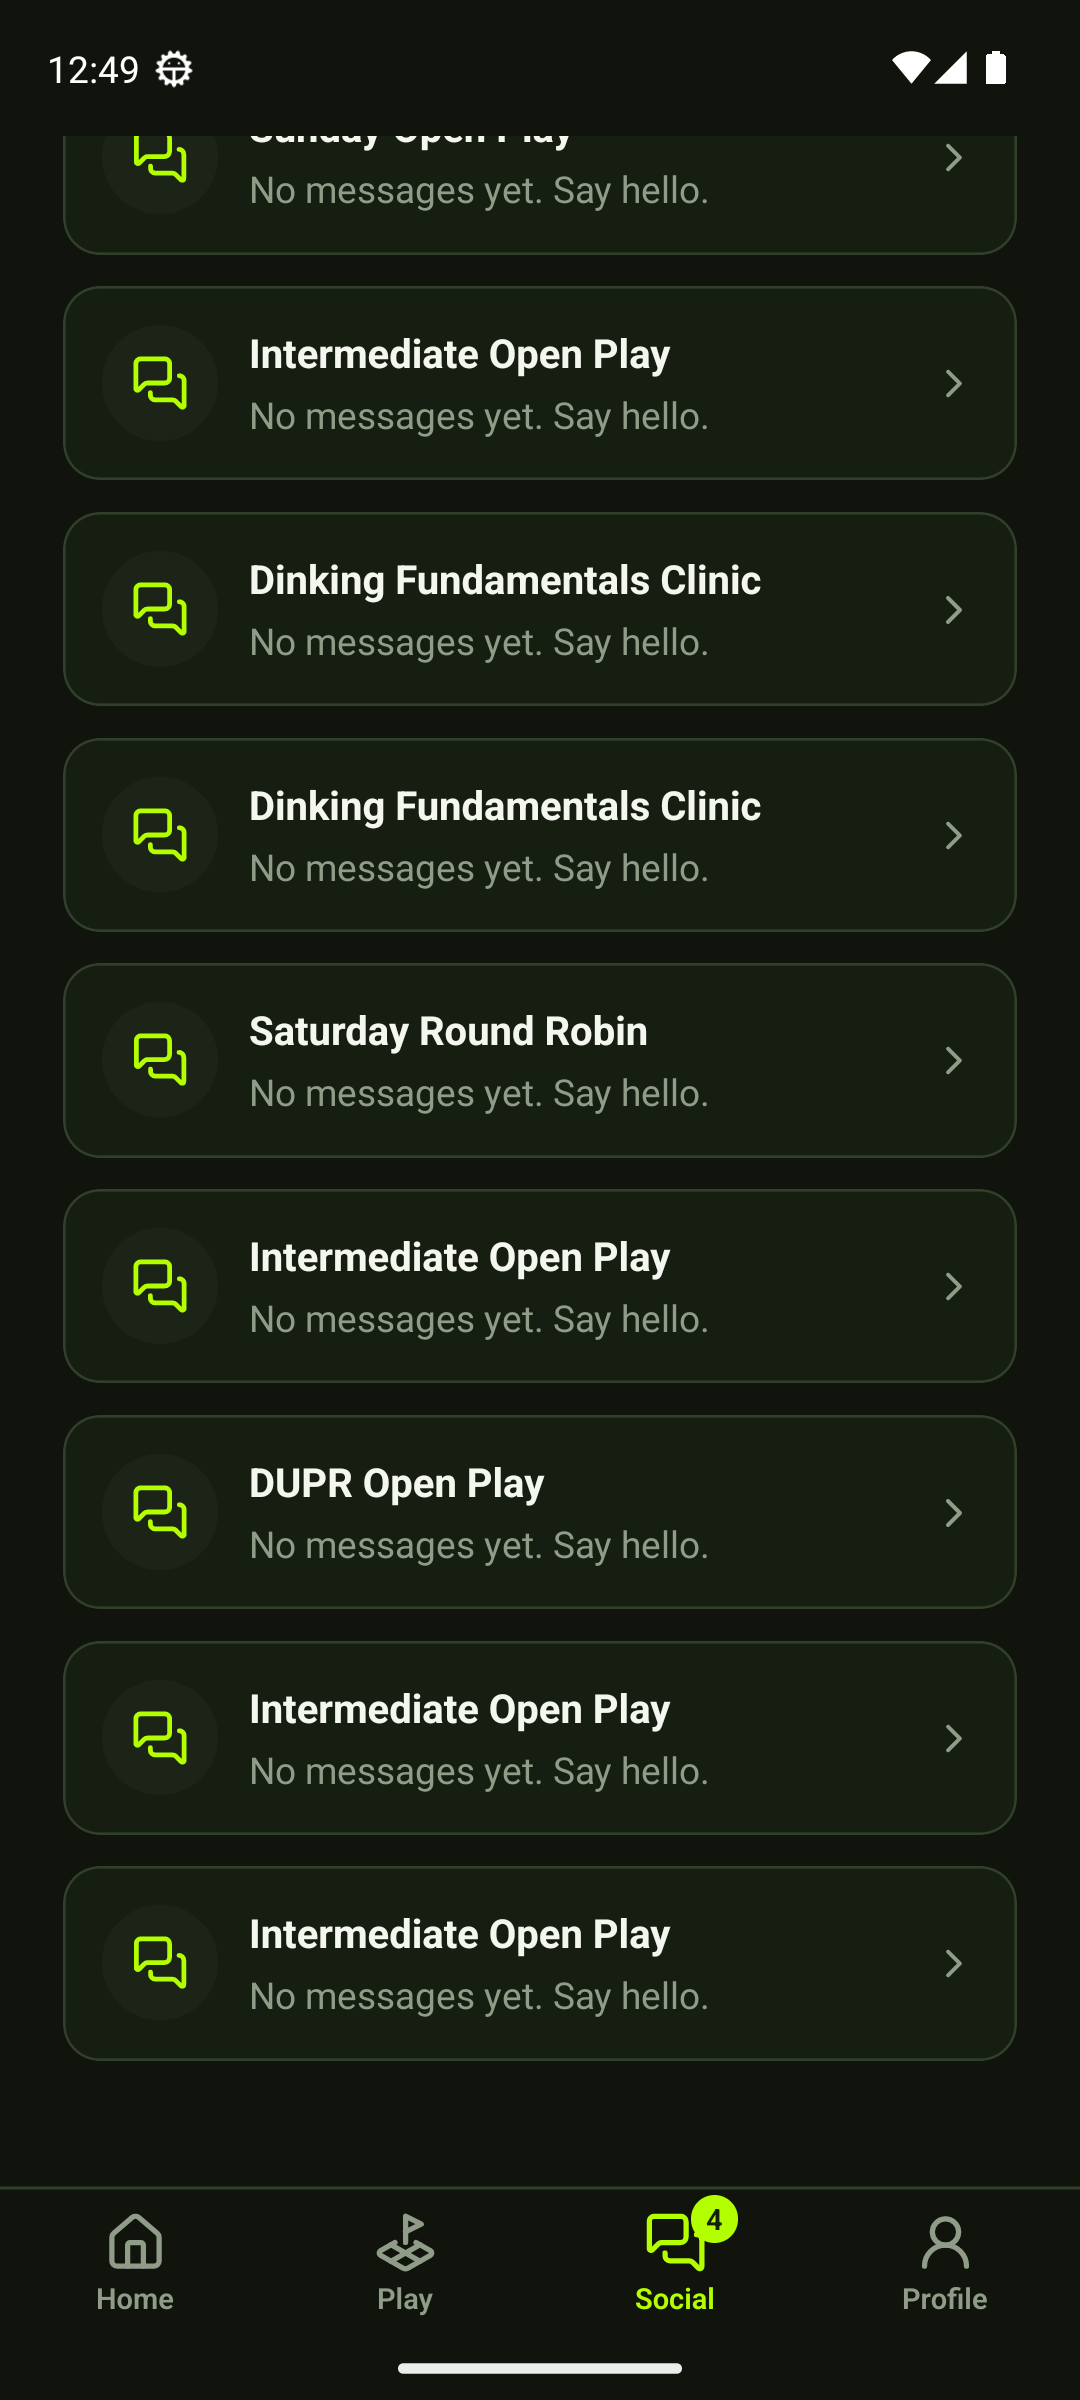 12:49
Sunday Open Play
No messages yet. Say hello.
Intermediate Open Play
No messages yet. Say hello.
Dinking Fundamentals Clinic
No messages yet. Say hello.
Dinking Fundamentals Clinic
No messages yet. Say hello.
Saturday Round Robin
No messages yet. Say hello.
Intermediate Open Play
No messages yet. Say hello.
DUPR Open Play
No messages yet. Say hello.
Intermediate Open Play
No messages yet. Say hello.
Intermediate Open Play
No messages yet. Say hello.
4
Home Play Social Profile